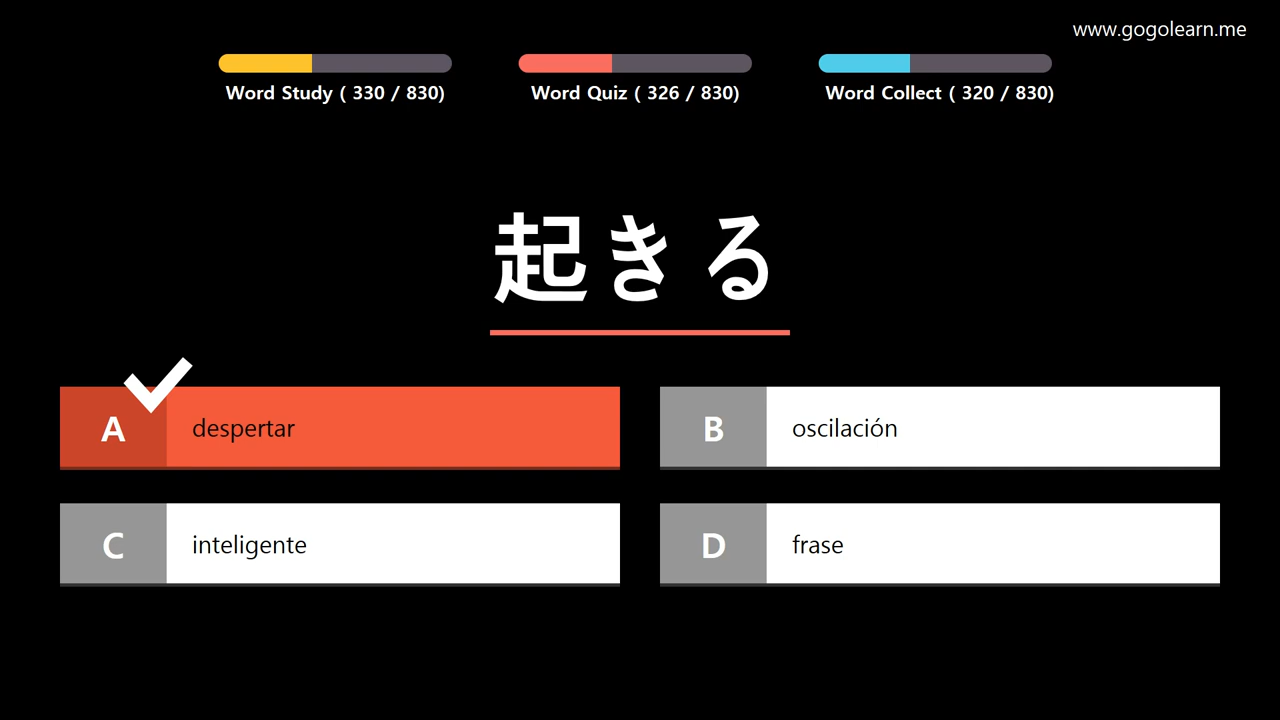 www.gogolearn.me
Word Study ( 330 / 830)
Word Quiz ( 326 / 830)
Word Collect ( 320 / 830)
起きる
A despertar
B oscilación
C inteligente
D frase